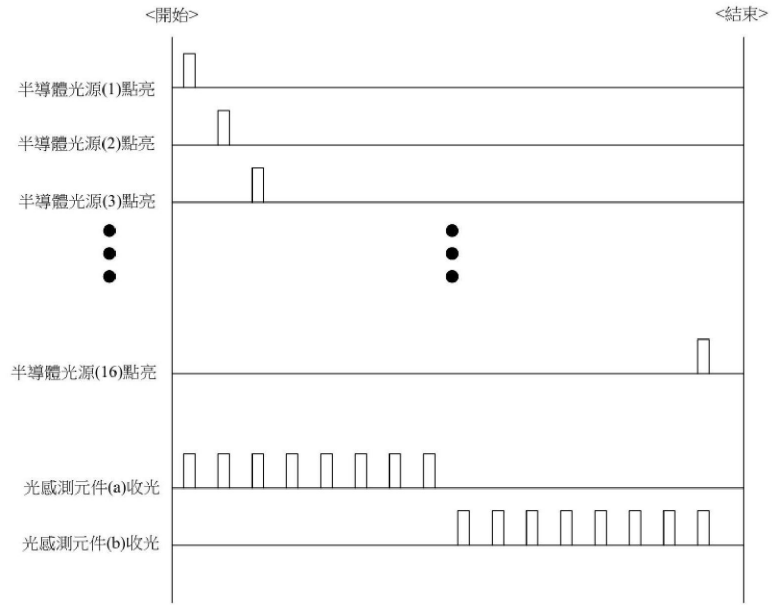 <開始>
<結束>
半導體光源(1)點亮
半導體光源(2)點亮
半導體光源(3)點亮
半導體光源(16)點亮
光感測元件(a)收光
光感測元件(b)收光